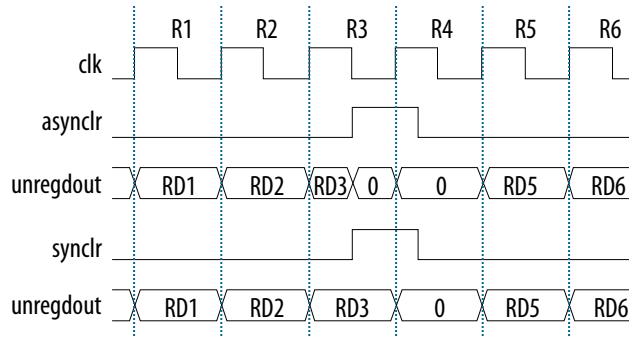 R1 R2 R3 R4 R5 R6
clk
asynclr
unregdout RD1 RD2 RD3 0 0 RD5 RD6
synclr
unregdout RD1 RD2 RD3 0 RD5 RD6